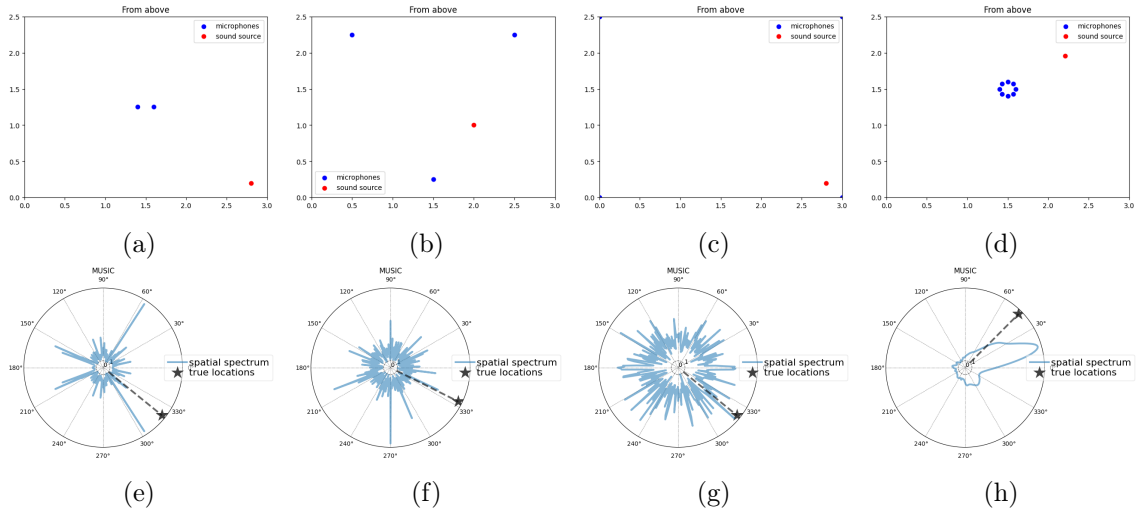 From above
2.5
2.0
1.5
1.0
0.5
0.0
0.0 0.5 1.0 1.5 2.0 2.5 3.0
microphones
sound source
(a)
From above
2.5
2.0
1.5
1.0
0.5
0.0
0.0 0.5 1.0 1.5 2.0 2.5 3.0
microphones
sound source
(b)
From above
2.5
2.0
1.5
1.0
0.5
0.0
0.0 0.5 1.0 1.5 2.0 2.5 3.0
microphones
sound source
(c)
From above
2.5
2.0
1.5
1.0
0.5
0.0
0.0 0.5 1.0 1.5 2.0 2.5 3.0
microphones
sound source
(d)
MUSIC
90°
120° 60°
150° 30°
180°
spatial spectrum
true locations
210° 330°
240° 300°
270°
(e)
MUSIC
90°
120° 60°
150° 30°
180°
spatial spectrum
true locations
210° 330°
240° 300°
270°
(f)
MUSIC
90°
120° 60°
150° 30°
180°
spatial spectrum
true locations
210° 330°
240° 300°
270°
(g)
MUSIC
90°
120° 60°
150° 30°
180°
spatial spectrum
true locations
210° 330°
240° 300°
270°
(h)